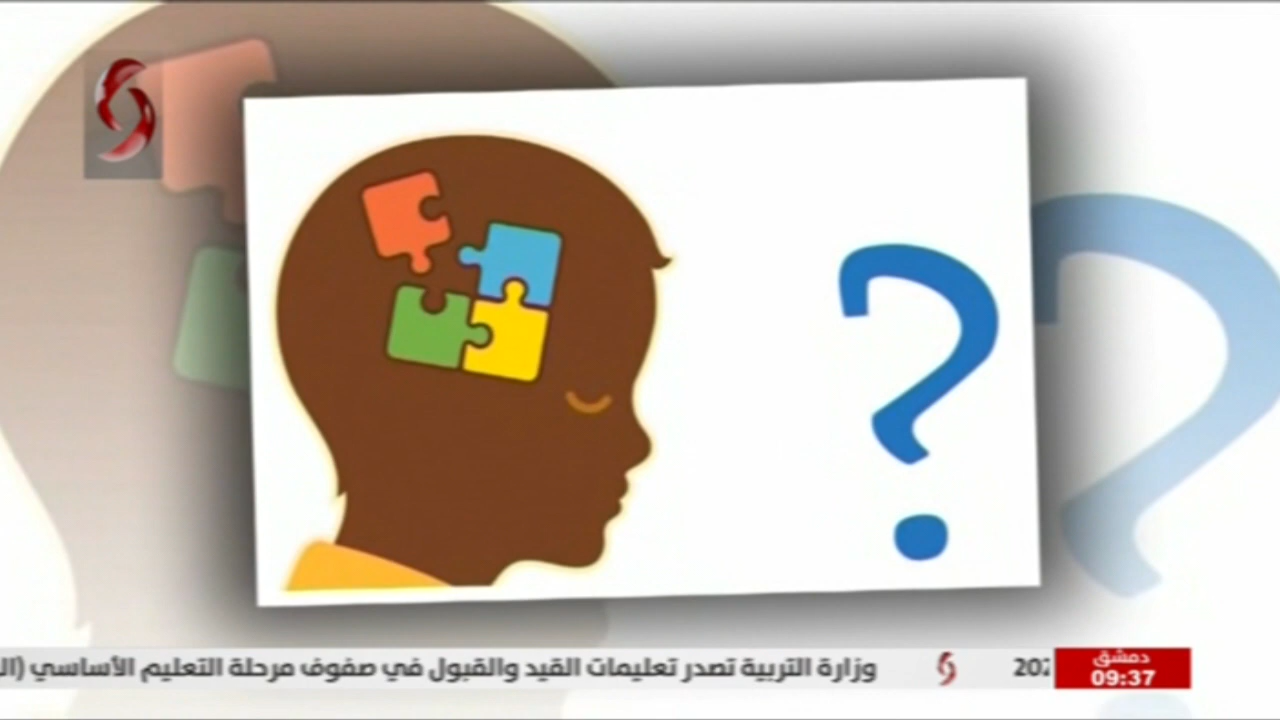 ?
دمشق
09:37
وزارة التربية تصدر تعليمات القيد والقبول في صفوف مرحلة التعليم الأساسي